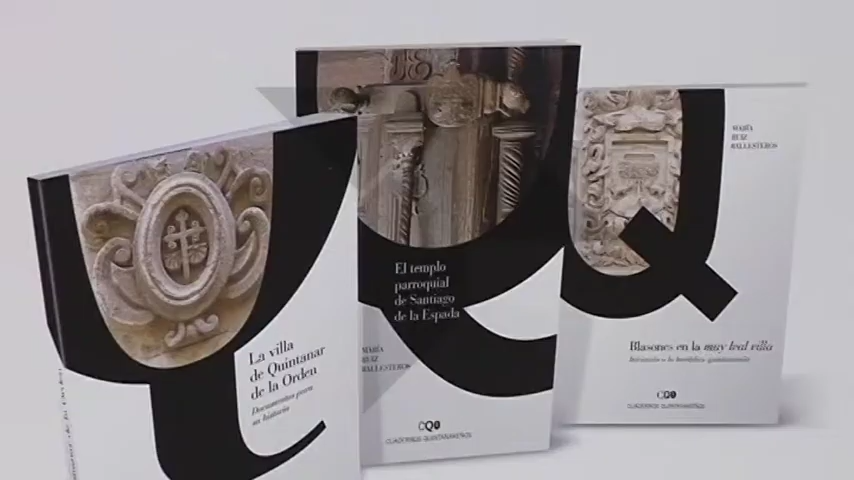 La villa
de Quintanar
de la Orden
Documentos para
su historia
El templo
parroquial
de Santiago
de la Espada
MARÍA
RUIZ
BALLESTEROS
CQ1
CUADERNOS QUINTANAREÑOS
MARÍA
RUIZ
BALLESTEROS
Blasones en la muy leal villa
CUADERNOS QUINTANAREÑOS